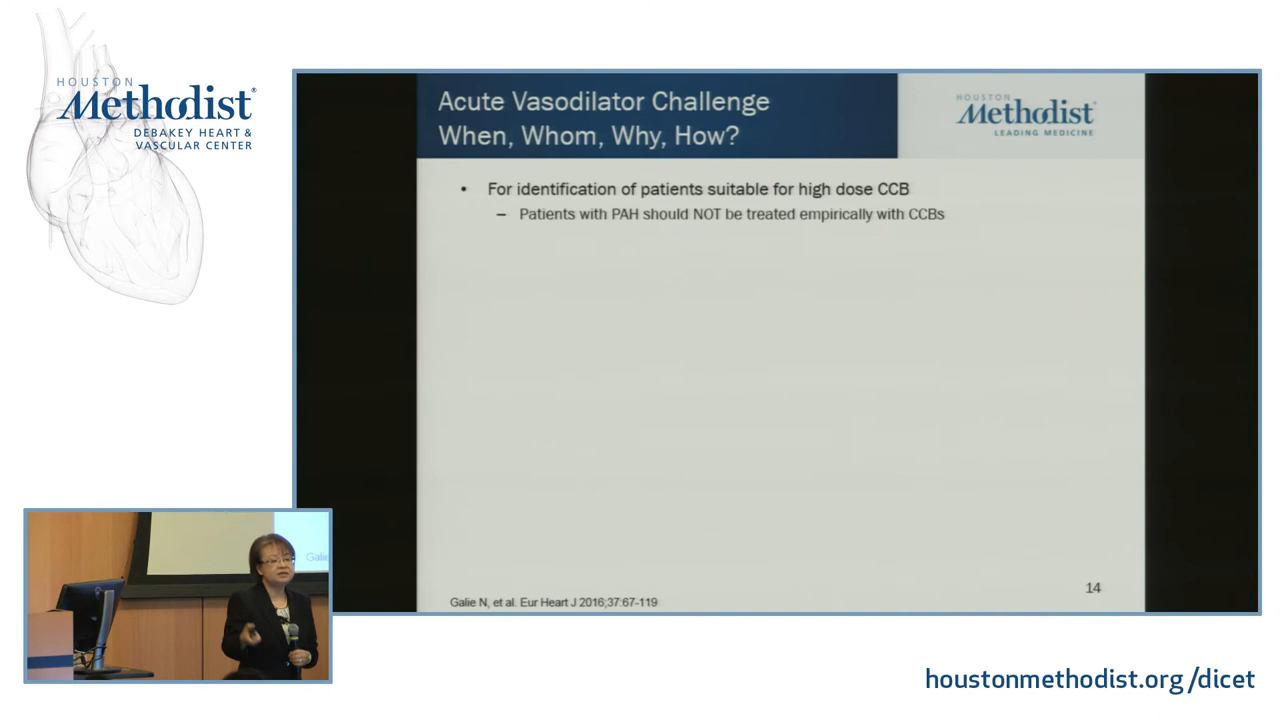 HOUSTON
Methodist®
DEBAKEY HEART &
VASCULAR CENTER
Acute Vasodilator Challenge
When, Whom, Why, How?
HOUSTON
Methodist®
LEADING MEDICINE
• For identification of patients suitable for high dose CCB
– Patients with PAH should NOT be treated empirically with CCBs
14
Galie N, et al. Eur Heart J 2016;37:67-119
Galie
houstonmethodist.org/dicet